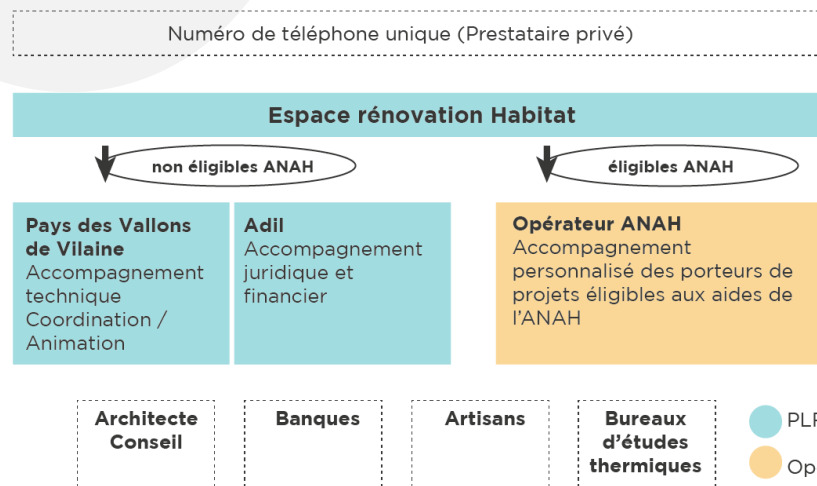 Numéro de téléphone unique (Prestataire privé)
Espace rénovation Habitat
non éligibles ANAH
éligibles ANAH
Pays des Vallons
de Vilaine
Accompagnement
technique
Coordination /
Animation
Adil
Accompagnement
juridique et
financier
Opérateur ANAH
Accompagnement
personnalisé des porteurs de
projets éligibles aux aides de
l'ANAH
Architecte
Conseil
Banques
Artisans
Bureaux
d'études
thermiques